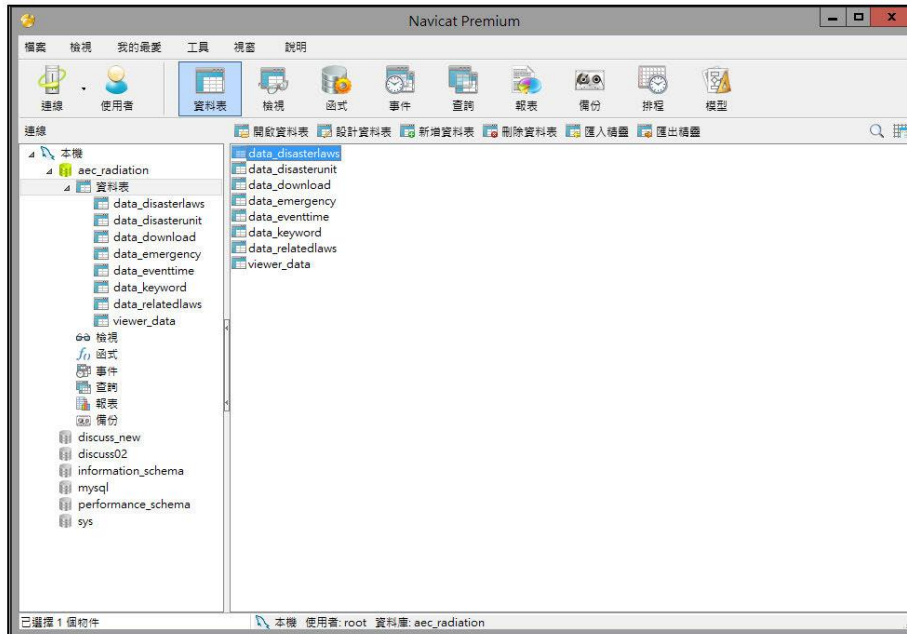 Navicat Premium
檔案 檢視 我的最愛 工具 視窗 說明
連線 使用者 資料表 檢視 函式 事件 查詢 報表 備份 排程 模型
連線
開啟資料表 設計資料表 新增資料表 刪除資料表 匯入精靈 匯出精靈
本機
aec_radiation
資料表
data_disasterlaws
data_disasterunit
data_download
data_emergency
data_eventtime
data_keyword
data_relatedlaws
viewer_data
檢視
函式
事件
查詢
報表
備份
discuss_new
discuss02
information_schema
mysql
performance_schema
sys
data_disasterlaws
data_disasterunit
data_download
data_emergency
data_eventtime
data_keyword
data_relatedlaws
viewer_data
已選擇 1 個物件
本機 使用者: root 資料庫: aec_radiation